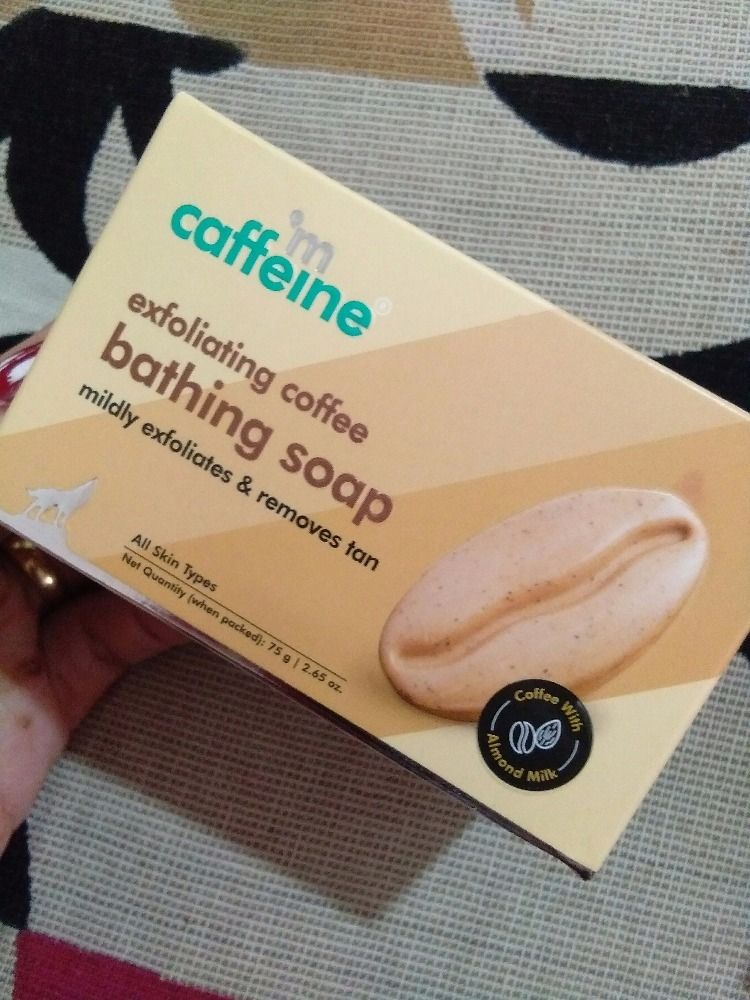 'm
caffeine®
exfoliating coffee
bathing soap
mildly exfoliates & removes tan
All Skin Types
Net Quantity (when packed): 75 g | 2.65 oz.
Coffee With
Almond Milk